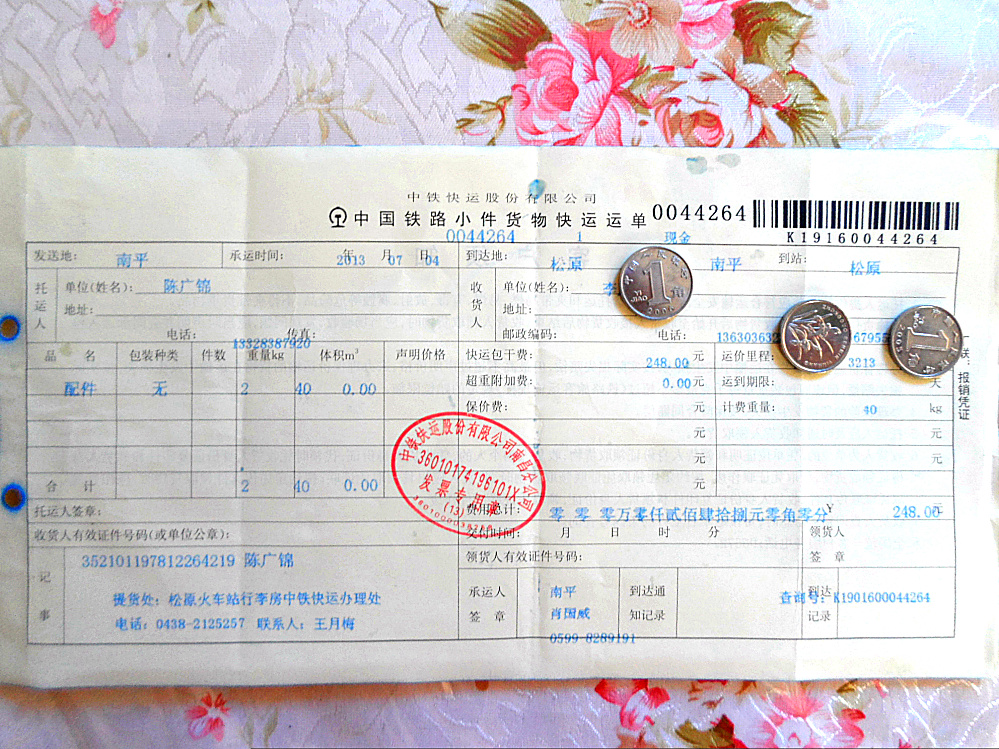 中铁快运股份有限公司
中国铁路小件货物快运运单 0044264
K19160044264
0044264 1 现金
发送地: 南平 承运时间: 2013 年 07 月 04 日 到达地: 松原 南平 到站: 松原
托运人 单位(姓名): 陈广锦 收货人 单位(姓名):
地址: 地址:
电话: 13328387920 传真: 邮政编码: 电话:
品名 包装种类 件数 重量kg 体积m³ 声明价格 快运包干费: 248.00 元 运价里程: 3213
配件 无 2 40 0.00 超重附加费: 0.00 元 运到期限: 天
保价费: 元 计费重量: 40 kg
元 元
元 元
合计 2 40 0.00 元
报销凭证
中铁快运股份有限公司南昌分公司
36010174196101X
发票专用章
(13)
托运人签章: 费用总计: 零 零 零万零仟贰佰肆拾捌元零角零分 ¥ 248.00 元
收货人有效证件号码(或单位公章): 交付时间: 月 日 时 分 领货人签章
352101197812264219 陈广锦 领货人有效证件号码:
记事
提货处: 松原火车站行李房中铁快运办理处
电话: 0438-2125257 联系人: 王月梅
承运人签章 南平 肖国威 0599 8289191 到达通知记录 到达记录
查询号: K1901600044264
1 角
YI JIAO
1
2005